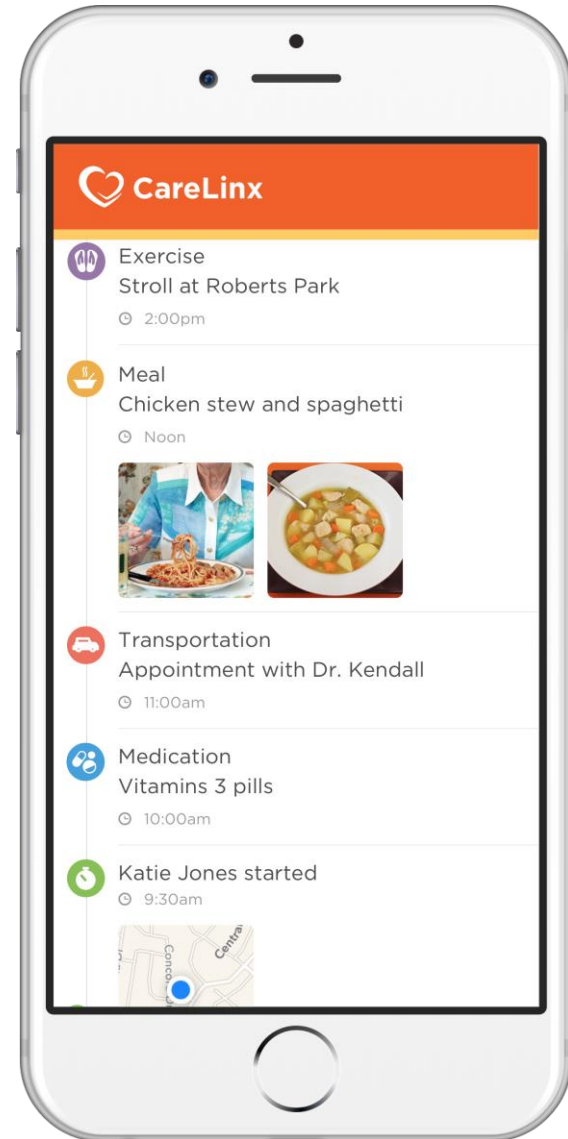 CareLinx
Exercise
Stroll at Roberts Park
2:00pm
Meal
Chicken stew and spaghetti
Noon
Transportation
Appointment with Dr. Kendall
11:00am
Medication
Vitamins 3 pills
10:00am
Katie Jones started
9:30am